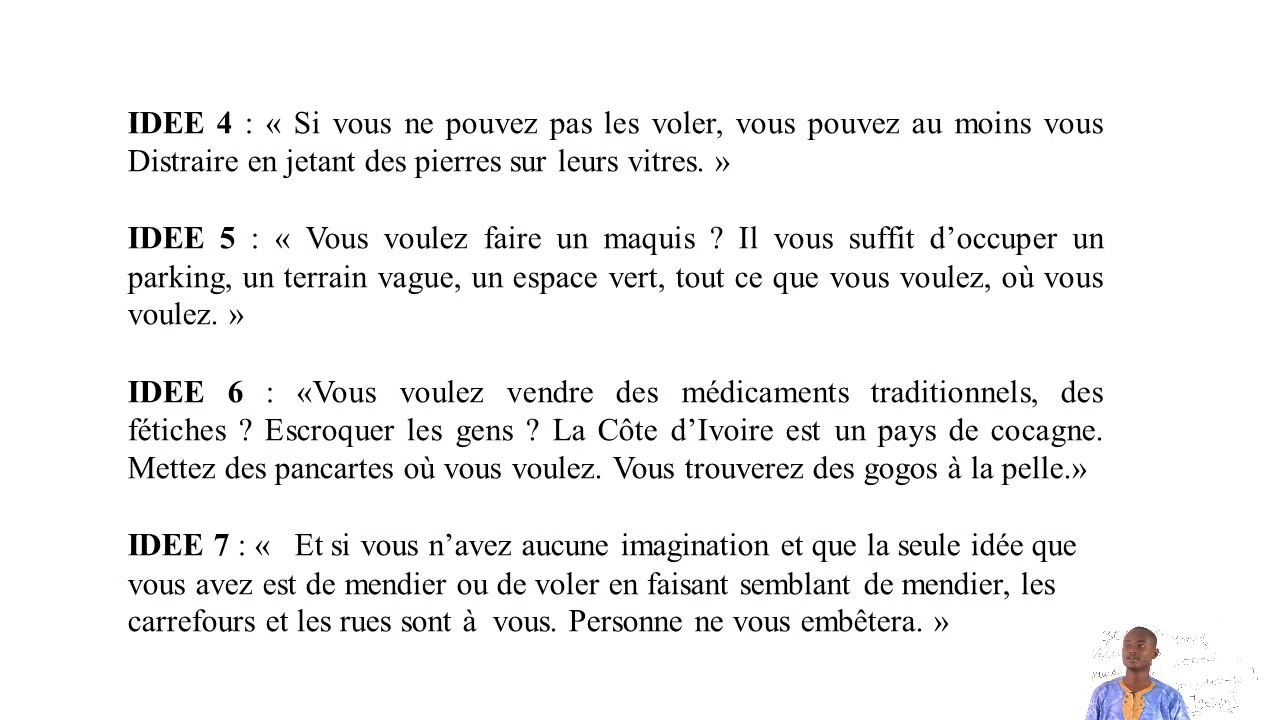 IDEE 4 : « Si vous ne pouvez pas les voler, vous pouvez au moins vous
Distraire en jetant des pierres sur leurs vitres. »
IDEE 5 : « Vous voulez faire un maquis ? Il vous suffit d’occuper un
parking, un terrain vague, un espace vert, tout ce que vous voulez, où vous
voulez. »
IDEE 6 : «Vous voulez vendre des médicaments traditionnels, des
fétiches ? Escroquer les gens ? La Côte d’Ivoire est un pays de cocagne.
Mettez des pancartes où vous voulez. Vous trouverez des gogos à la pelle.»
IDEE 7 : « Et si vous n’avez aucune imagination et que la seule idée que
vous avez est de mendier ou de voler en faisant semblant de mendier, les
carrefours et les rues sont à vous. Personne ne vous embêtera. »